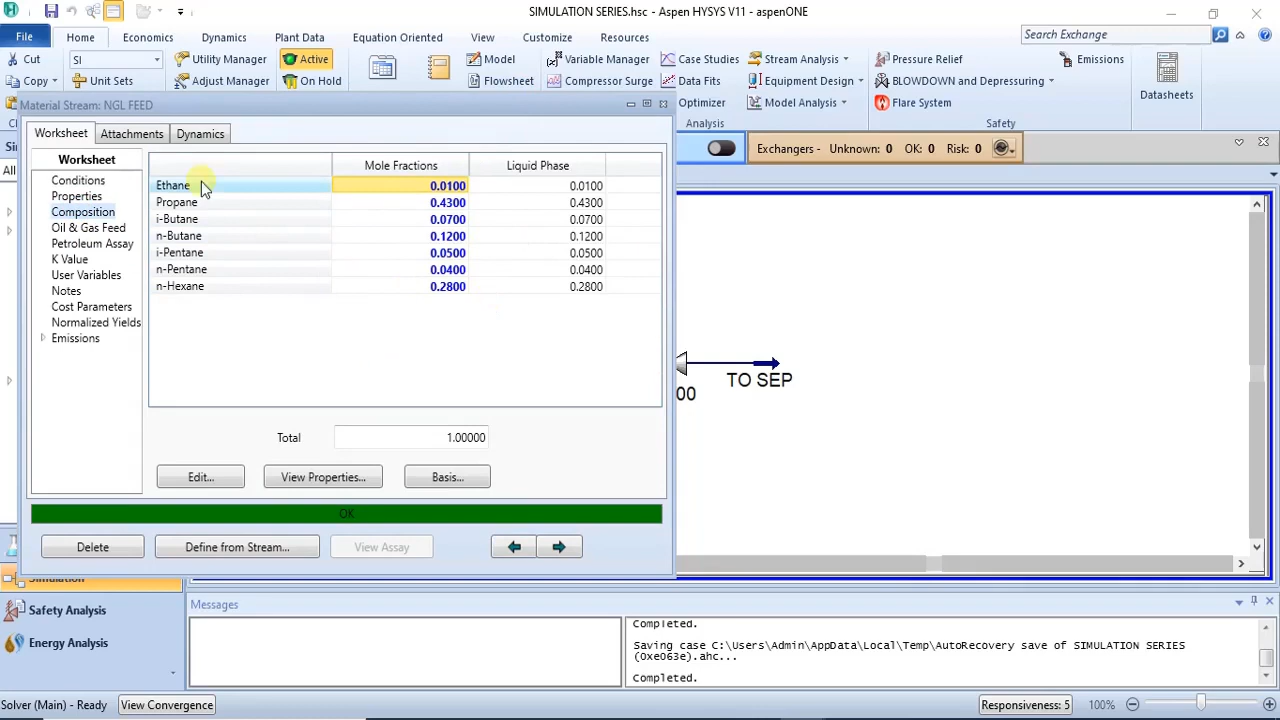 SIMULATION SERIES.hsc - Aspen HYSYS V11 - aspenONE
File Home Economics Dynamics Plant Data Equation Oriented View Customize Resources Search Exchange
Cut SI Utility Manager Active Model Variable Manager Case Studies Stream Analysis Pressure Relief Emissions
Copy Unit Sets Adjust Manager On Hold Flowsheet Compressor Surge Data Fits Equipment Design BLOWDOWN and Depressuring Datasheets
Optimizer Model Analysis Flare System
Analysis Safety
Material Stream: NGL FEED
Worksheet Attachments Dynamics
Exchangers - Unknown: 0 OK: 0 Risk: 0
All
Worksheet
Conditions
Properties
Composition
Oil & Gas Feed
Petroleum Assay
K Value
User Variables
Notes
Cost Parameters
Normalized Yields
Emissions
Mole Fractions Liquid Phase
Ethane 0.0100 0.0100
Propane 0.4300 0.4300
i-Butane 0.0700 0.0700
n-Butane 0.1200 0.1200
i-Pentane 0.0500 0.0500
n-Pentane 0.0400 0.0400
n-Hexane 0.2800 0.2800
Total 1.00000
Edit... View Properties... Basis...
OK
Delete Define from Stream... View Assay
TO SEP
00
Simulation
Safety Analysis
Energy Analysis
Messages
Completed.
Saving case C:\Users\Admin\AppData\Local\Temp\AutoRecovery save of SIMULATION SERIES
(0xe063e).ahc...
Completed.
Solver (Main) - Ready View Convergence Responsiveness: 5 100%